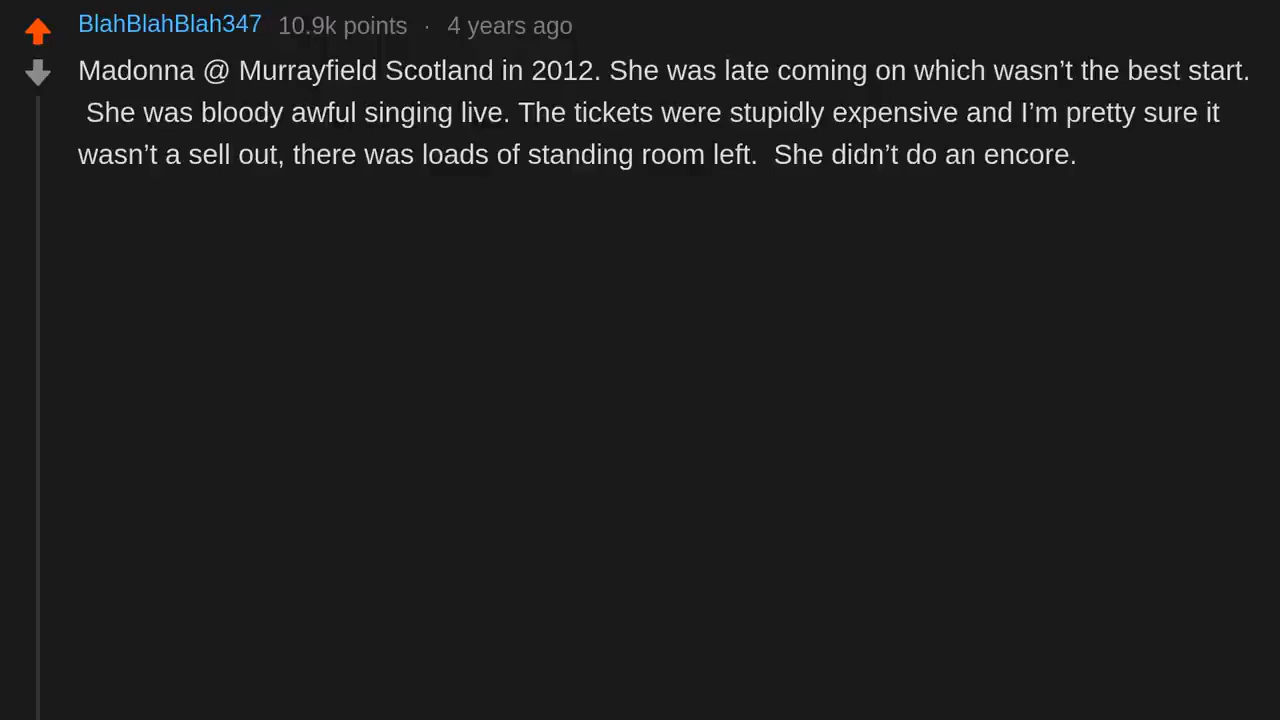 BlahBlahBlah347 10.9k points · 4 years ago
Madonna @ Murrayfield Scotland in 2012. She was late coming on which wasn’t the best start.
She was bloody awful singing live. The tickets were stupidly expensive and I’m pretty sure it
wasn’t a sell out, there was loads of standing room left.  She didn’t do an encore.